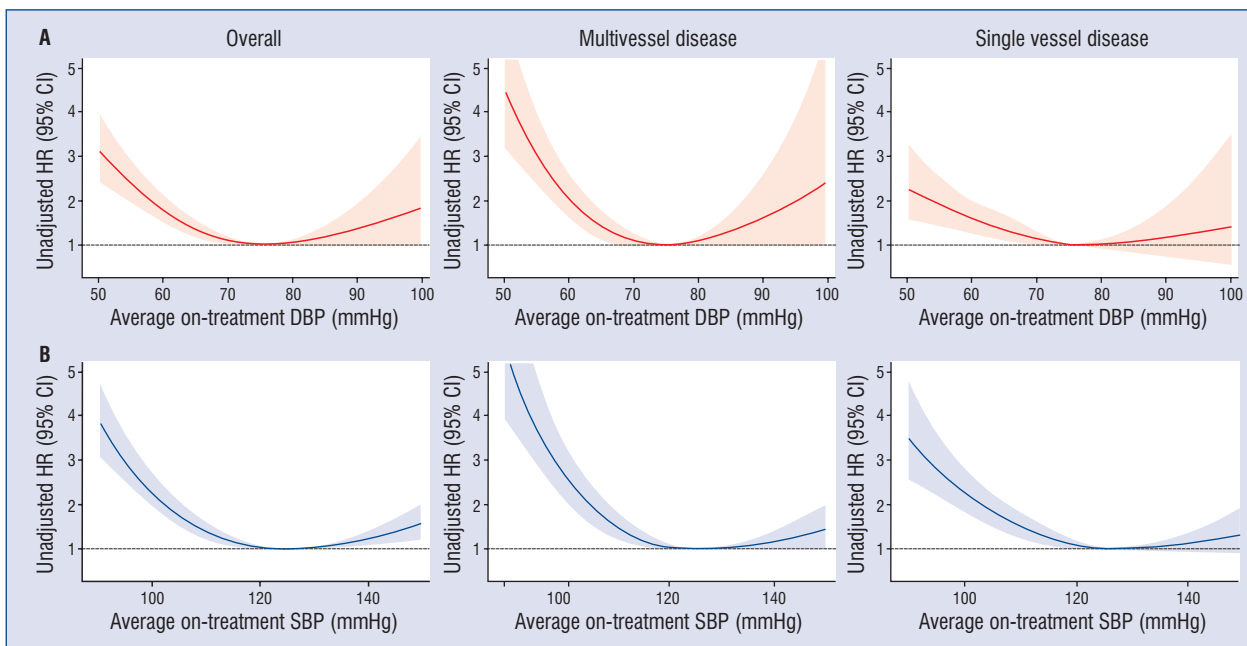 A
Overall
Multivessel disease
Single vessel disease
Unadjusted HR (95% CI)
5
4
3
2
1
50 60 70 80 90 100
Average on-treatment DBP (mmHg)
Unadjusted HR (95% CI)
5
4
3
2
1
50 60 70 80 90 100
Average on-treatment DBP (mmHg)
Unadjusted HR (95% CI)
5
4
3
2
1
50 60 70 80 90 100
Average on-treatment DBP (mmHg)
B
Unadjusted HR (95% CI)
5
4
3
2
1
100 120 140
Average on-treatment SBP (mmHg)
Unadjusted HR (95% CI)
5
4
3
2
1
100 120 140
Average on-treatment SBP (mmHg)
Unadjusted HR (95% CI)
5
4
3
2
1
100 120 140
Average on-treatment SBP (mmHg)